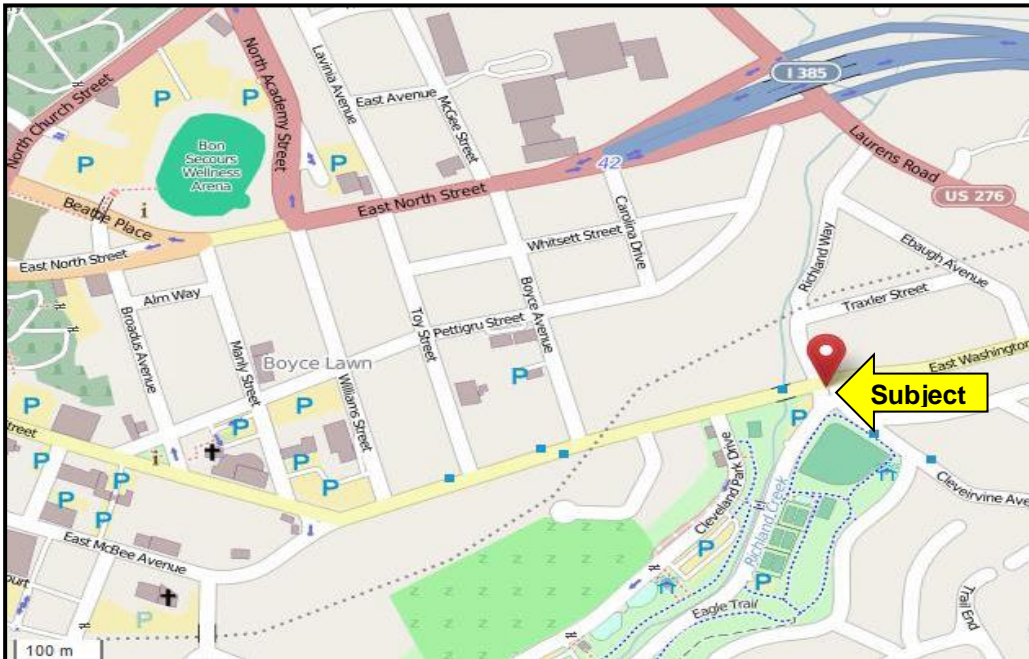 North Church Street
North Academy Street
Lavinia Avenue
East Avenue
McGee Street
I 385
42
Laurens Road
US 276
P
P
P
P
Bon
Secours
Wellness
Arena
i
Beattie Place
East North Street
East North Street
Whitsett Street
Carolina Drive
Richland Way
Ebaugh Avenue
Traxler Street
Alm Way
Broadus Avenue
Manly Street
Boyce Lawn
Williams Street
Toy Street
Pettigru Street
Boyce Avenue
P
East Washington
Subject
Street
P
P
P
P
P
P
P
P
i
P
Cleveland Park Drive
Richland Creek
Cleveirvine Ave
P
P
East McBee Avenue
Court
P
Eagle Trail
Trail End
100 m